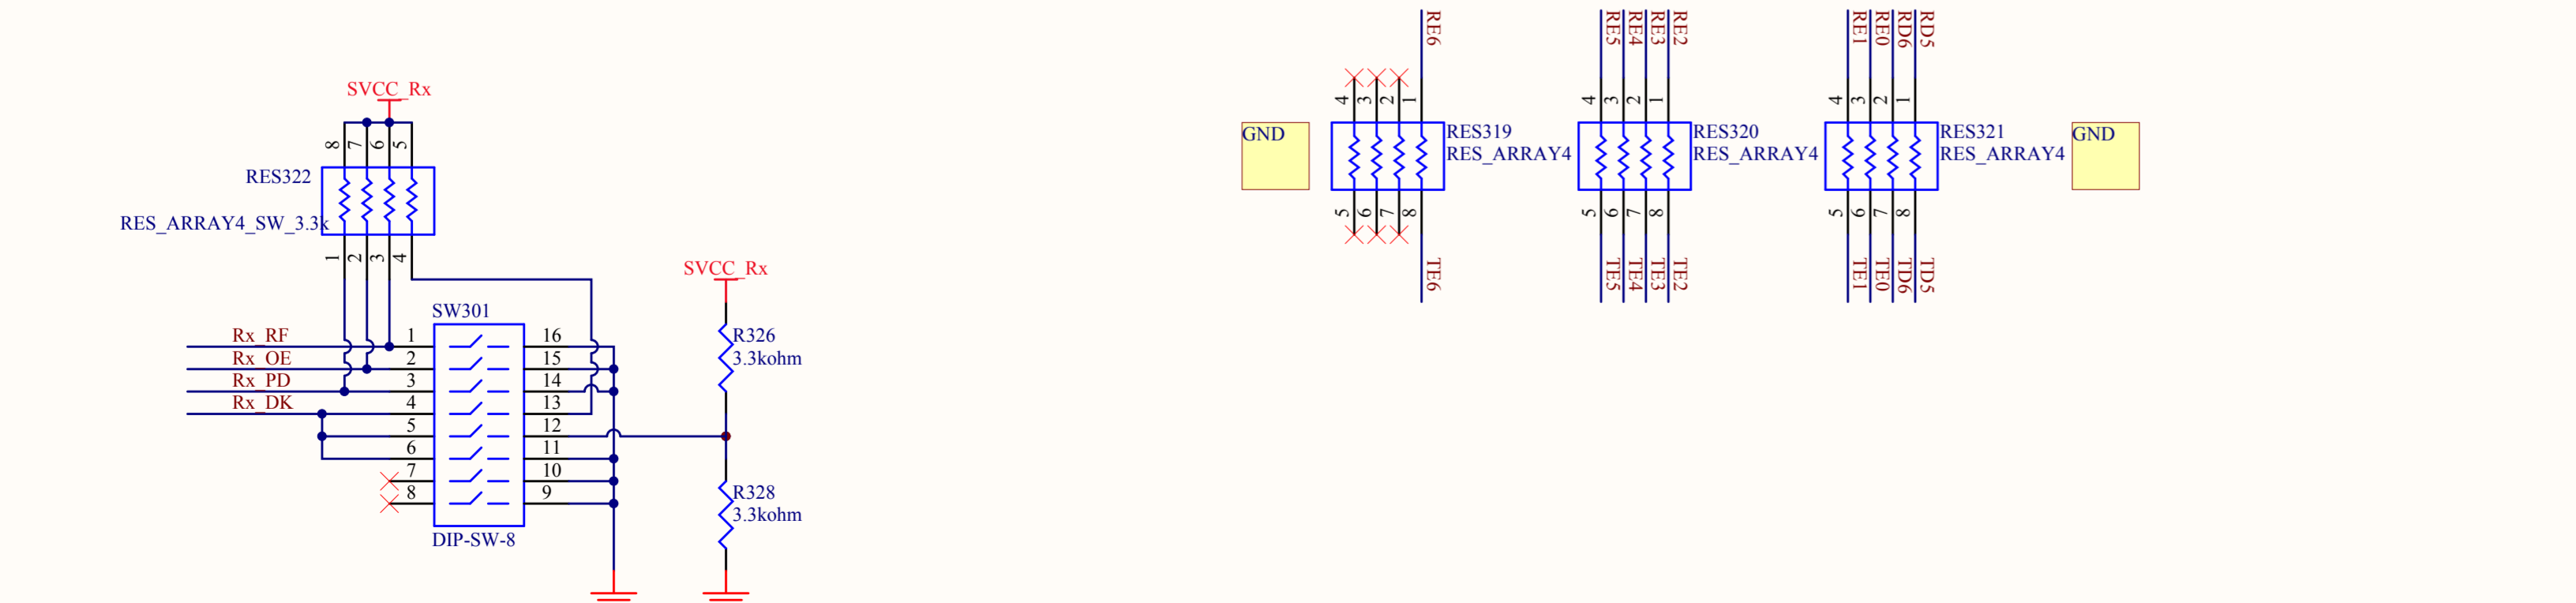 SVCC_Rx
8 7 6 5
RES322
RES_ARRAY4_SW_3.3k
1 2 3 4
SW301
Rx_RF 1 16
Rx_OE 2 15
Rx_PD 3 14
Rx_DK 4 13
5 12
6 11
7 10
8 9
DIP-SW-8
SVCC_Rx
R326
3.3kohm
R328
3.3kohm
GND
RE6
4 3 2 1
RES319
RES_ARRAY4
5 6 7 8
TE6
RE5 RE4 RE3 RE2
4 3 2 1
RES320
RES_ARRAY4
5 6 7 8
TE5 TE4 TE3 TE2
RE1 RE0 RD6 RD5
4 3 2 1
RES321
RES_ARRAY4
5 6 7 8
TE1 TE0 TD6 TD5
GND